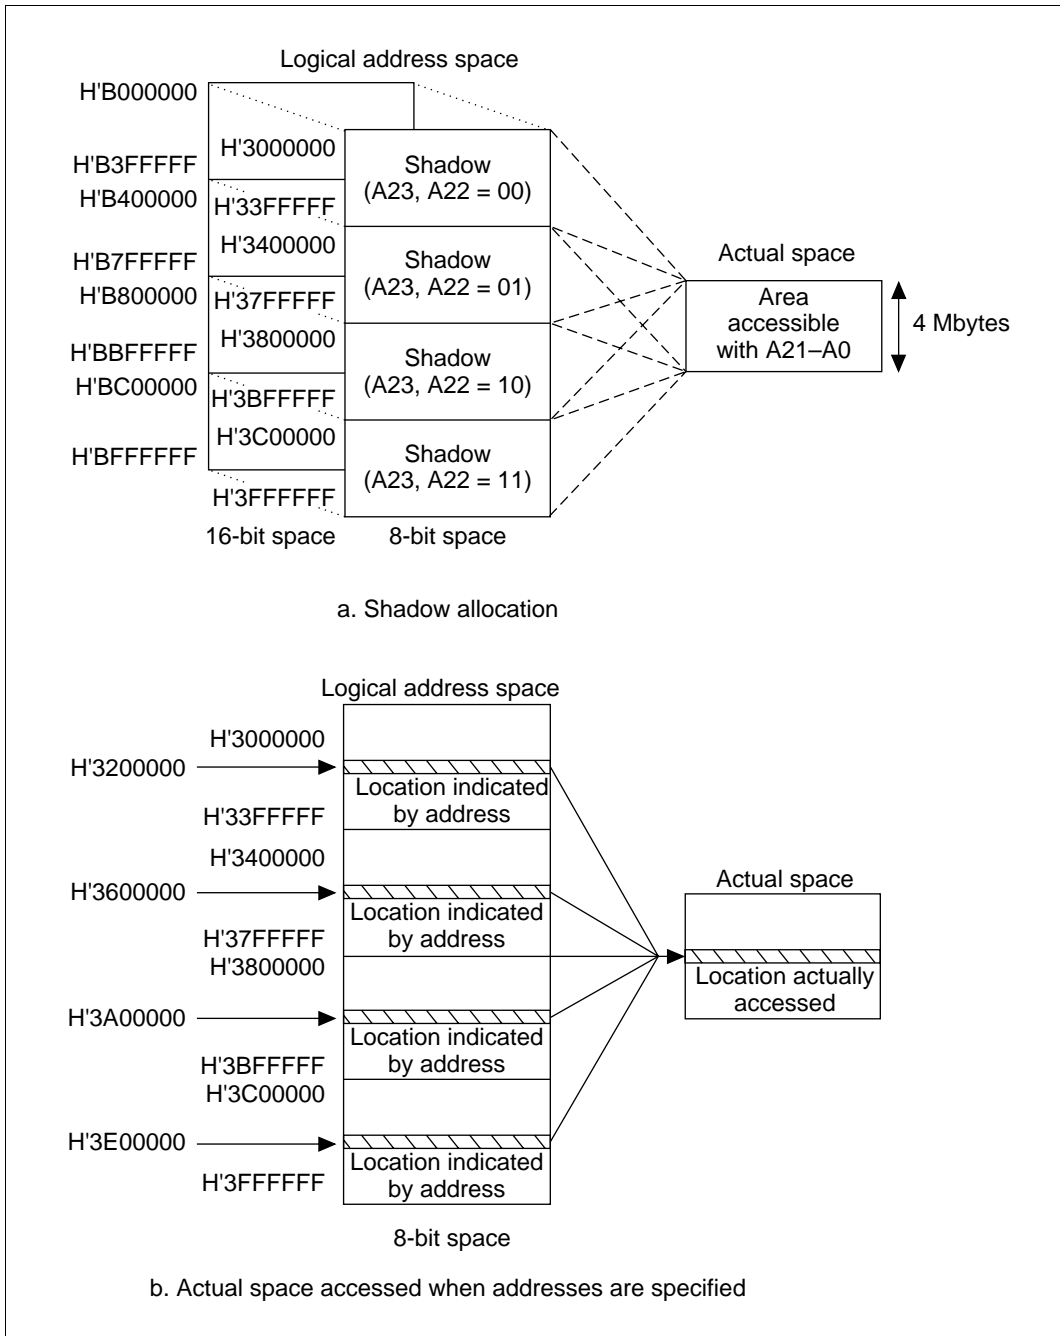 Logical address space
H'B000000
H'3000000
Shadow
(A23, A22 = 00)
H'B3FFFFF
H'B400000
H'33FFFFF
H'3400000
Shadow
(A23, A22 = 01)
H'B7FFFFF
H'B800000
H'37FFFFF
H'3800000
Shadow
(A23, A22 = 10)
H'BBFFFFF
H'BC00000
H'3BFFFFF
H'3C00000
Shadow
(A23, A22 = 11)
H'BFFFFFF
H'3FFFFFF
16-bit space
8-bit space
Actual space
Area
accessible
with A21–A0
4 Mbytes
a. Shadow allocation
Logical address space
H'3000000
H'3200000
Location indicated
by address
H'33FFFFF
H'3400000
H'3600000
Location indicated
by address
H'37FFFFF
H'3800000
H'3A00000
Location indicated
by address
H'3BFFFFF
H'3C00000
H'3E00000
Location indicated
by address
H'3FFFFFF
8-bit space
Actual space
Location actually
accessed
b. Actual space accessed when addresses are specified